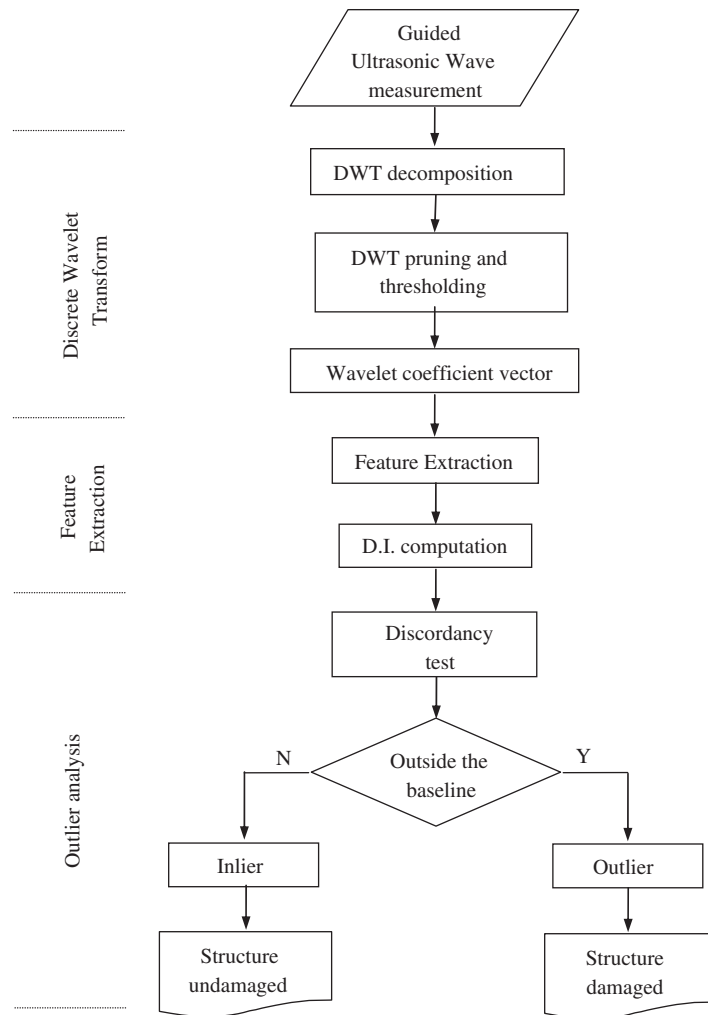 Guided
Ultrasonic Wave
measurement
DWT decomposition
DWT pruning and
thresholding
Wavelet coefficient vector
Discrete Wavelet
Transform
Feature Extraction
D.I. computation
Feature
Extraction
Discordancy
test
Outside the
baseline
N
Y
Inlier
Outlier
Structure
undamaged
Structure
damaged
Outlier analysis